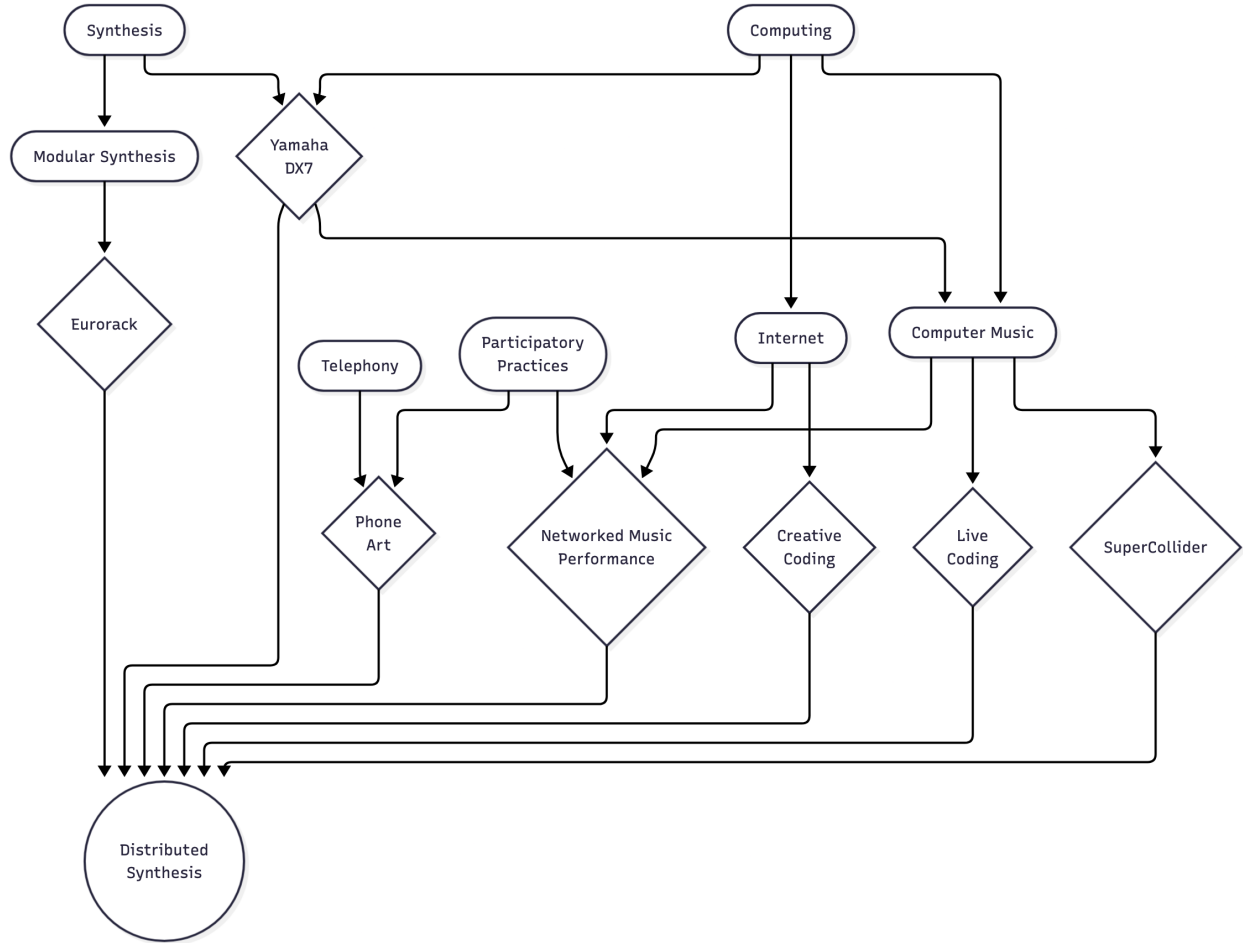 Synthesis
Computing
Modular Synthesis
Yamaha
DX7
Eurorack
Telephony
Participatory
Practices
Internet
Computer Music
Phone
Art
Networked Music
Performance
Creative
Coding
Live
Coding
SuperCollider
Distributed
Synthesis